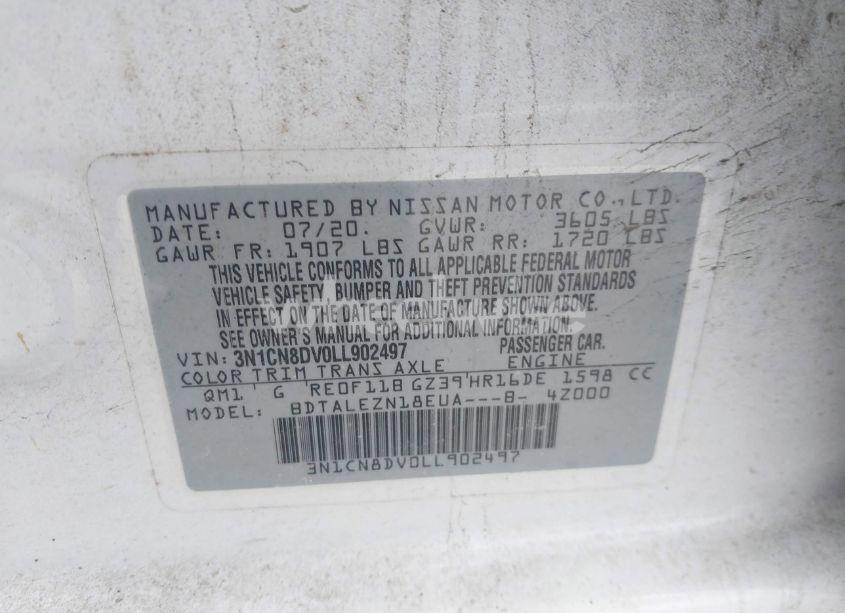 MANUFACTURED BY NISSAN MOTOR CO.,LTD.
DATE: 07/20. GVWR: 3605 LBS
GAWR FR: 1907 LBS GAWR RR: 1720 LBS
THIS VEHICLE CONFORMS TO ALL APPLICABLE FEDERAL MOTOR
VEHICLE SAFETY, BUMPER AND THEFT PREVENTION STANDARDS
IN EFFECT ON THE DATE OF MANUFACTURE SHOWN ABOVE.
SEE OWNER'S MANUAL FOR ADDITIONAL INFORMATION.
VIN: 3N1CN8DV0LL902497 PASSENGER CAR.
COLOR TRIM TRANS AXLE ENGINE
QM1 G RE0F11B GZ39 HR16DE 1598 CC
MODEL: BDTALEZN18EUA---B- 4Z000
3N1CN8DV0LL902497